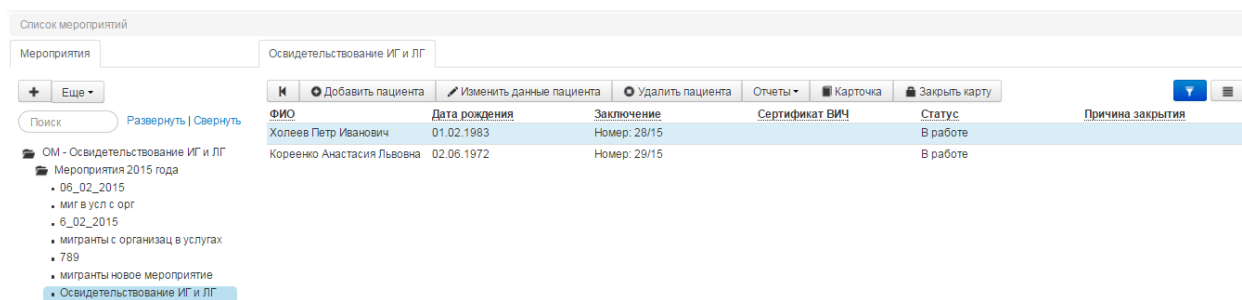 Список мероприятий
Мероприятия
Освидетельствование ИГ и ЛГ
Еще
Добавить пациента Изменить данные пациента Удалить пациента Отчеты Карточка Закрыть карту
Поиск Развернуть | Свернуть
ОМ - Освидетельствование ИГ и ЛГ
Мероприятия 2015 года
06_02_2015
миг в усл с орг
6_02_2015
мигранты с организац в услугах
789
мигранты новое мероприятие
Освидетельствование ИГ и ЛГ
ФИО Дата рождения Заключение Сертификат ВИЧ Статус Причина закрытия
Холеев Петр Иванович 01.02.1983 Номер: 28/15 В работе
Кореенко Анастасия Львовна 02.06.1972 Номер: 29/15 В работе